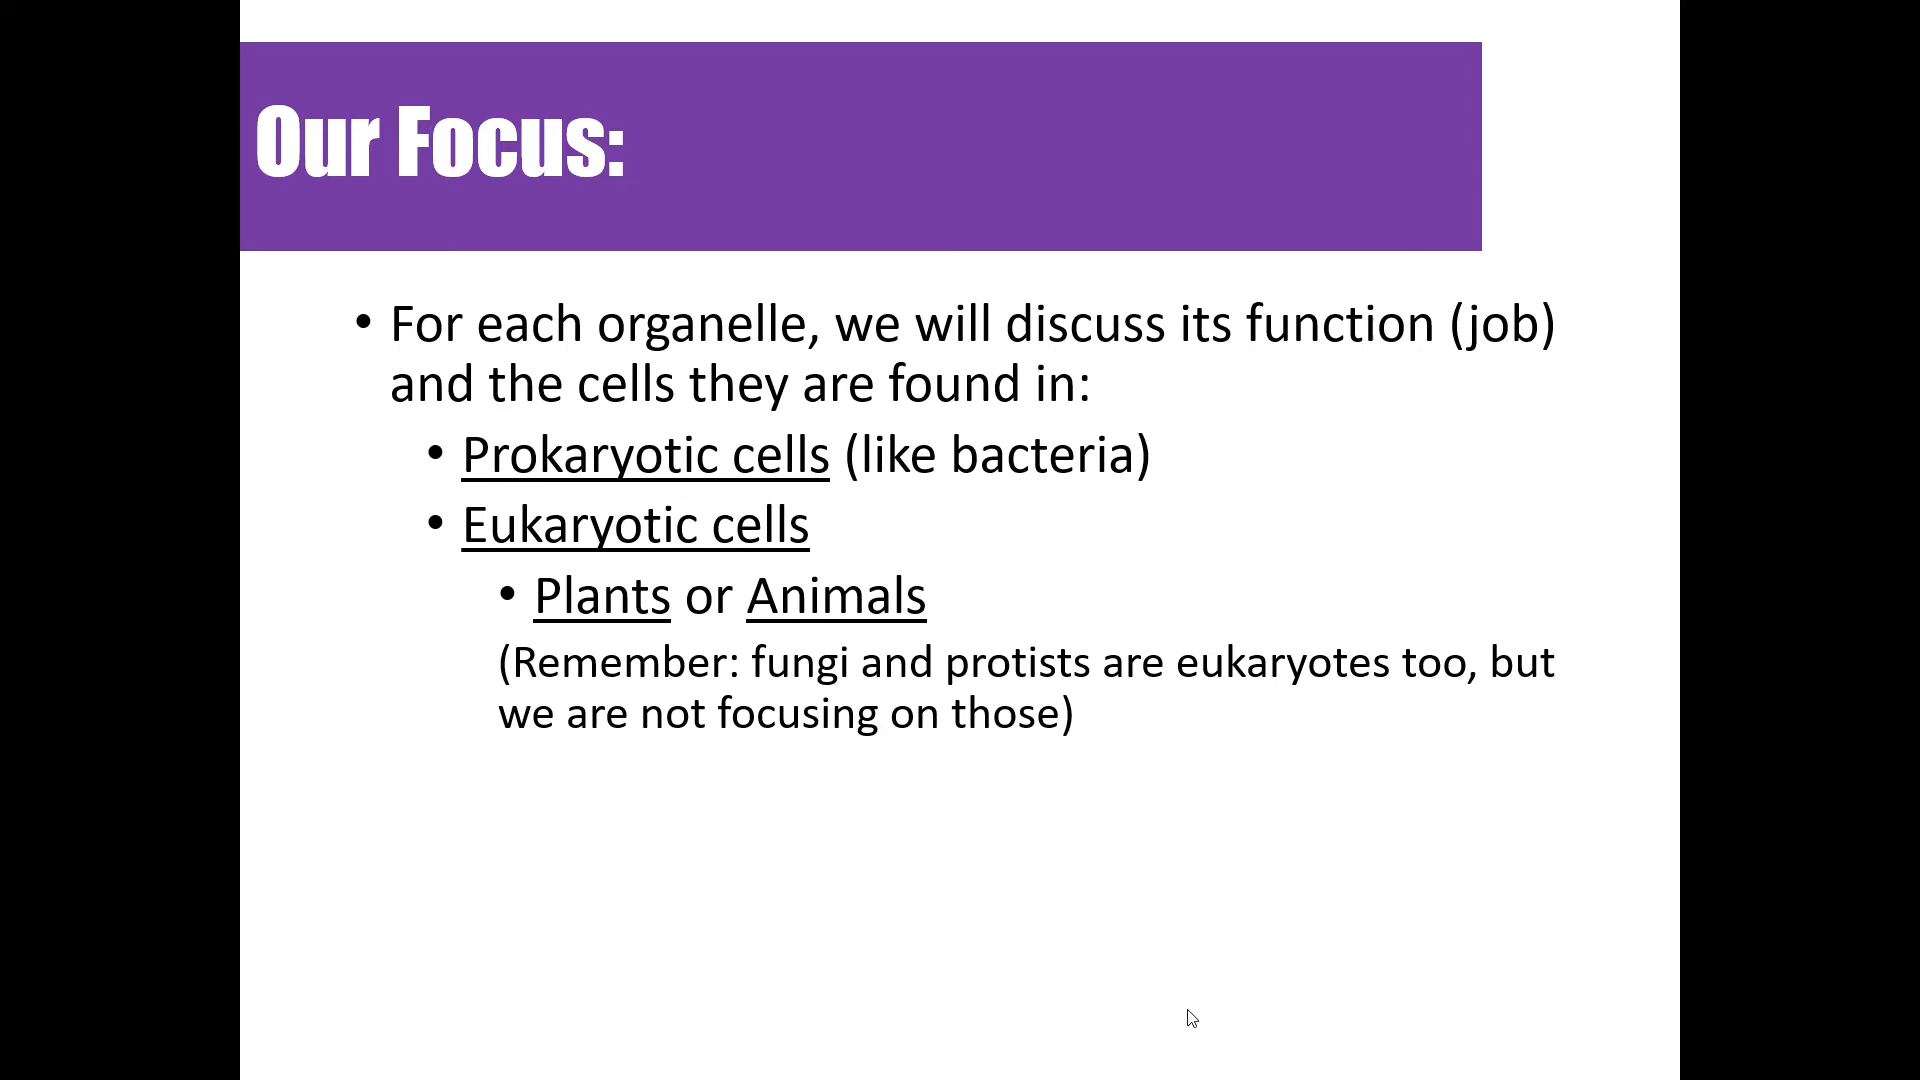 Our Focus:
• For each organelle, we will discuss its function (job)
and the cells they are found in:
• Prokaryotic cells (like bacteria)
• Eukaryotic cells
• Plants or Animals
(Remember: fungi and protists are eukaryotes too, but
we are not focusing on those)